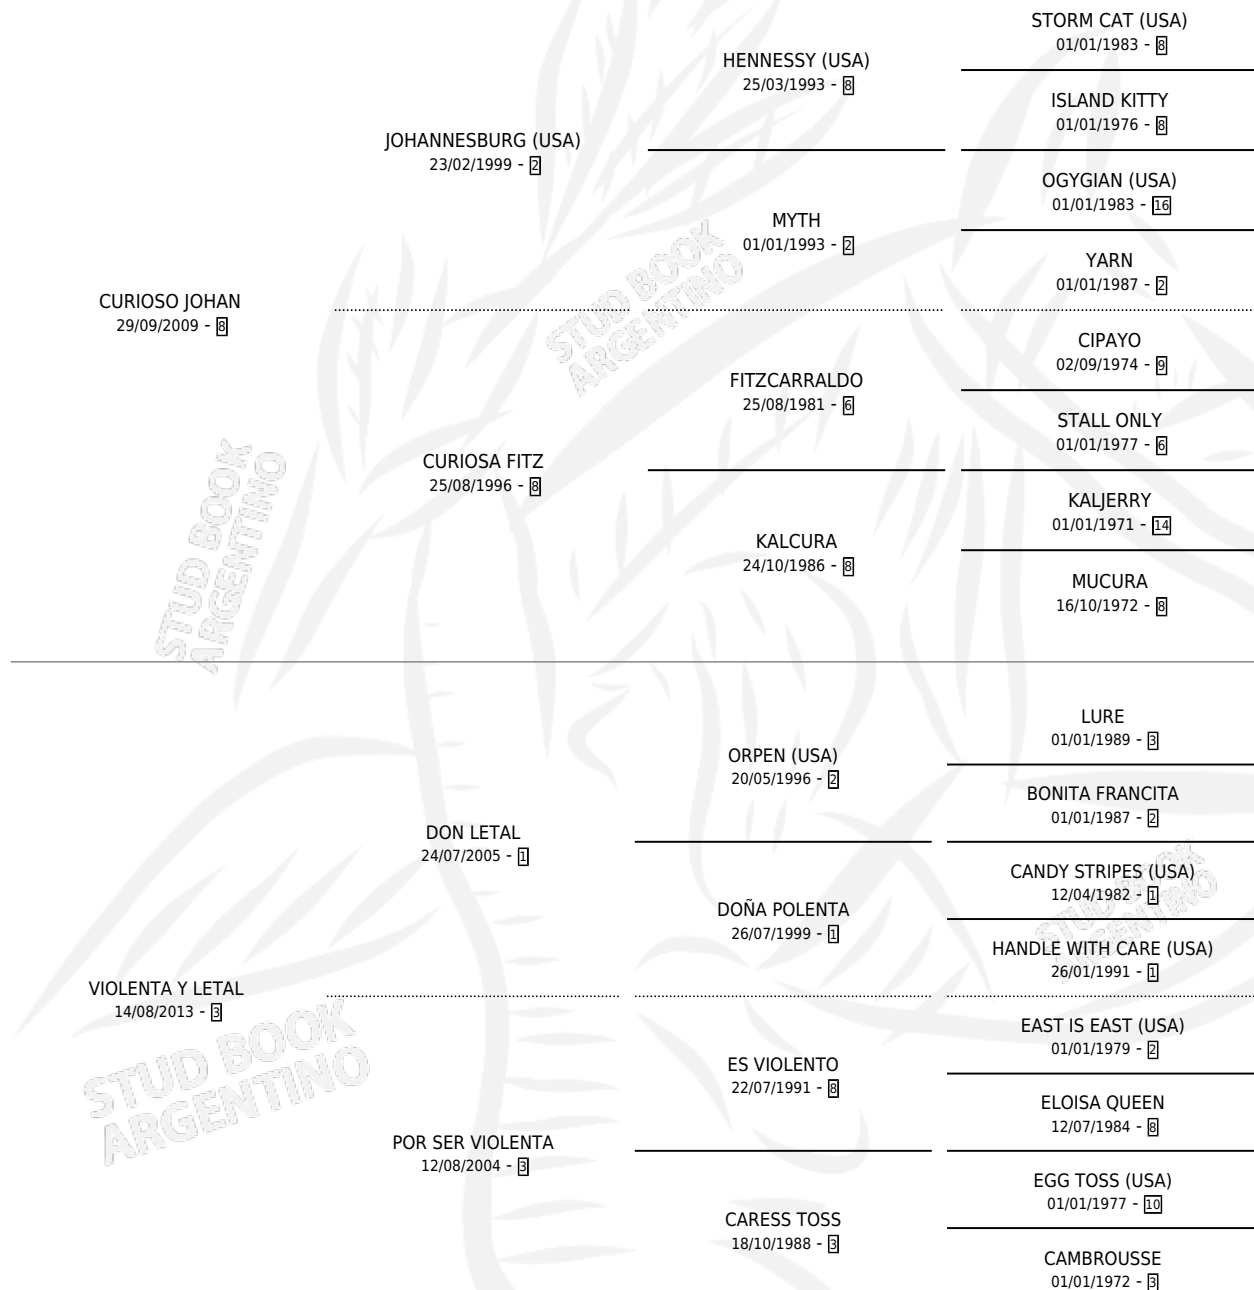 STORM CAT (USA)
01/01/1983 - 8
HENNESSY (USA)
25/03/1993 - 8
ISLAND KITTY
01/01/1976 - 8
JOHANNESBURG (USA)
23/02/1999 - 2
OGYGIAN (USA)
01/01/1983 - 16
MYTH
01/01/1993 - 2
YARN
01/01/1987 - 2
CURIOSO JOHAN
29/09/2009 - 8
CIPAYO
02/09/1974 - 9
FITZCARRALDO
25/08/1981 - 6
STALL ONLY
01/01/1977 - 6
CURIOSA FITZ
25/08/1996 - 8
KALJERRY
01/01/1971 - 14
KALCURA
24/10/1986 - 8
MUCURA
16/10/1972 - 8
STUD BOOK
ARGENTINO
STUD BOOK
ARGENTINO
LURE
01/01/1989 - 3
ORPEN (USA)
20/05/1996 - 2
BONITA FRANCITA
01/01/1987 - 2
DON LETAL
24/07/2005 - 1
CANDY STRIPES (USA)
12/04/1982 - 1
DOÑA POLENTA
26/07/1999 - 1
HANDLE WITH CARE (USA)
26/01/1991 - 1
VIOLENTA Y LETAL
14/08/2013 - 3
EAST IS EAST (USA)
01/01/1979 - 2
ES VIOLENTO
22/07/1991 - 8
ELOISA QUEEN
12/07/1984 - 8
POR SER VIOLENTA
12/08/2004 - 3
EGG TOSS (USA)
01/01/1977 - 10
CARESS TOSS
18/10/1988 - 3
CAMBROUSSE
01/01/1972 - 3
STUD BOOK
ARGENTINO
STUD BOOK
ARGENTINO